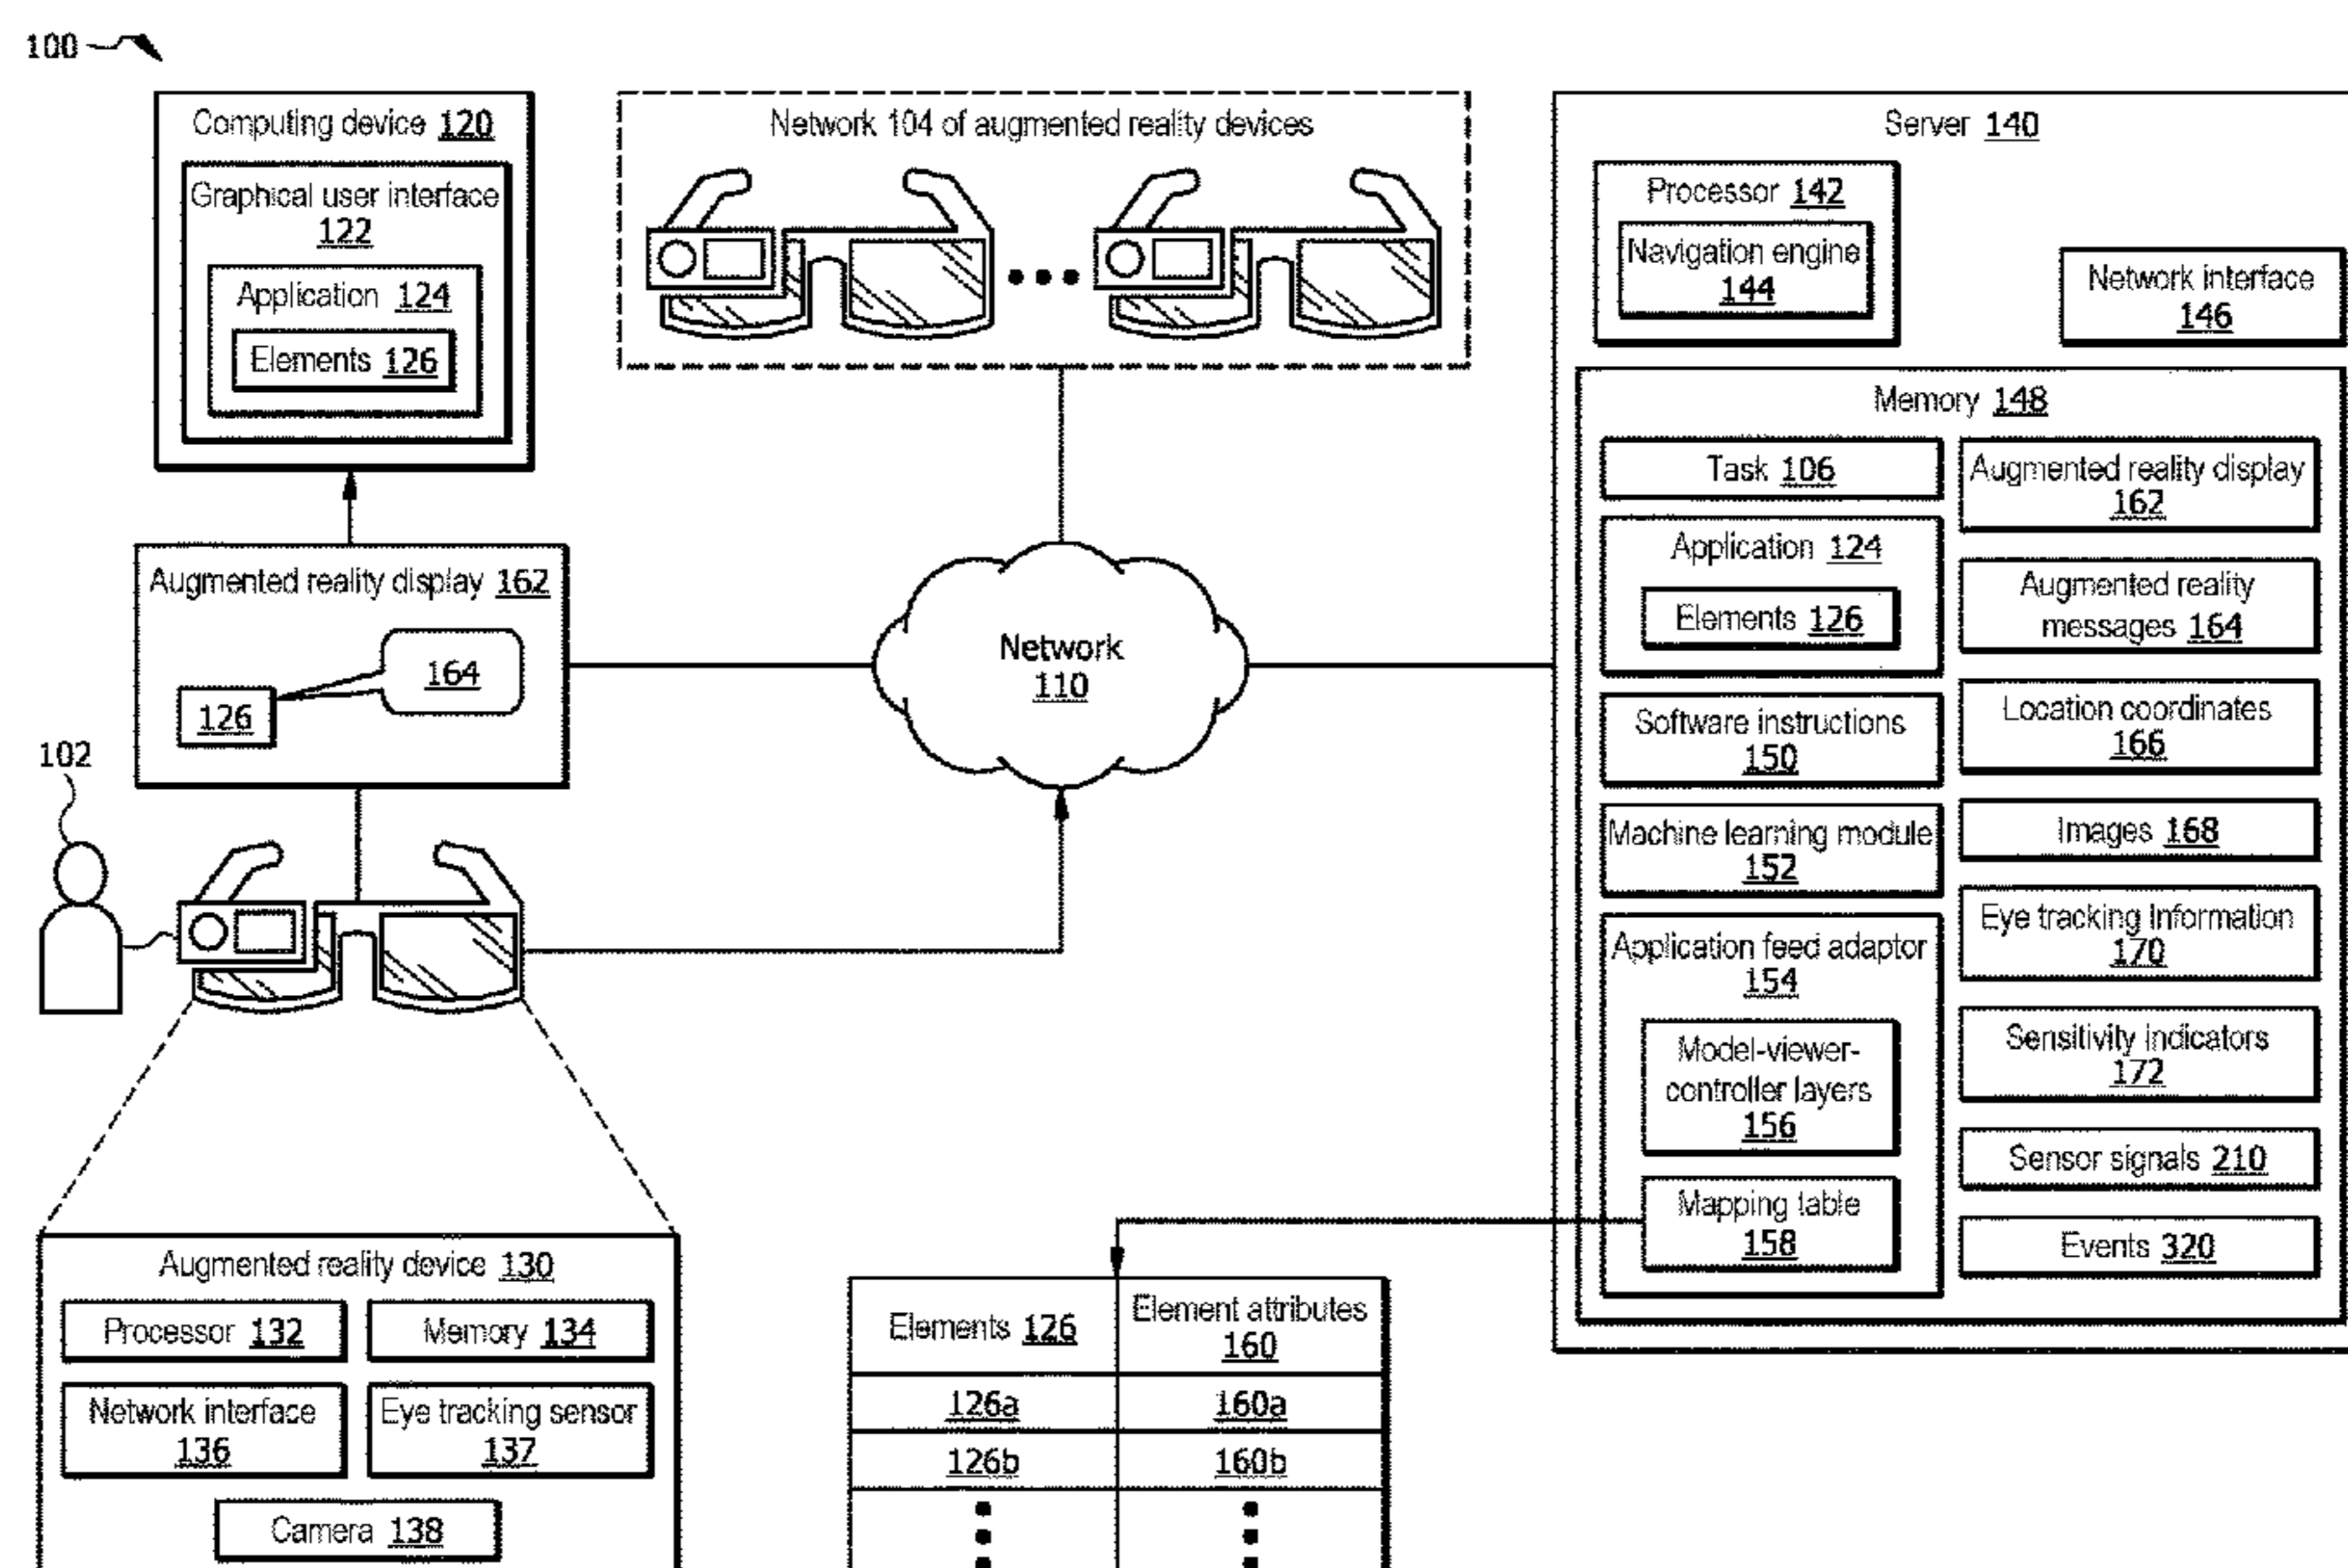 100
Computing device 120
Graphical user interface
122
Application 124
Elements 126
Network 104 of augmented reality devices
Server 140
Processor 142
Navigation engine
144
Network interface
146
Memory 148
Task 106
Application 124
Elements 126
Software instructions
150
Machine learning module
152
Application feed adaptor
154
Model-viewer-
controller layers
156
Mapping table
158
Augmented reality display
162
Augmented reality
messages 164
Location coordinates
166
Images 168
Eye tracking Information
170
Sensitivity indicators
172
Sensor signals 210
Events 320
Augmented reality display 162
164
126
Network
110
102
Augmented reality device 130
Processor 132
Memory 134
Network interface
136
Eye tracking sensor
137
Camera 138
Elements 126
Element attributes
160
126a
160a
126b
160b